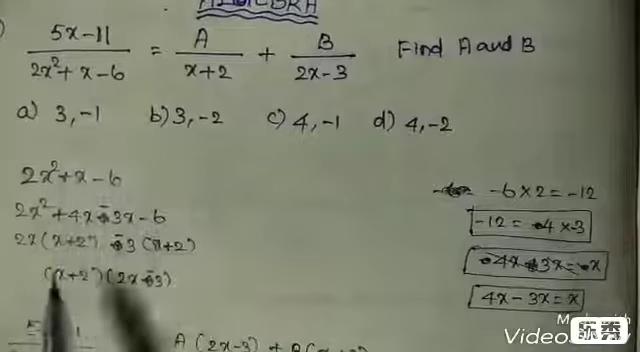 ALGEBRA
5x-11 / 2x²+x-6 = A / x+2 + B / 2x-3 Find A and B
a) 3,-1 b) 3,-2 c) 4,-1 d) 4,-2
2x²+x-6
2x²+4x-3x-6
2x(x+2)-3(x+2)
(x+2)(2x-3)
-6×2=-12
-12=-4×3
-4x+3x=-x
4x-3x=x
A(2x-3)+B(x+2)
Video